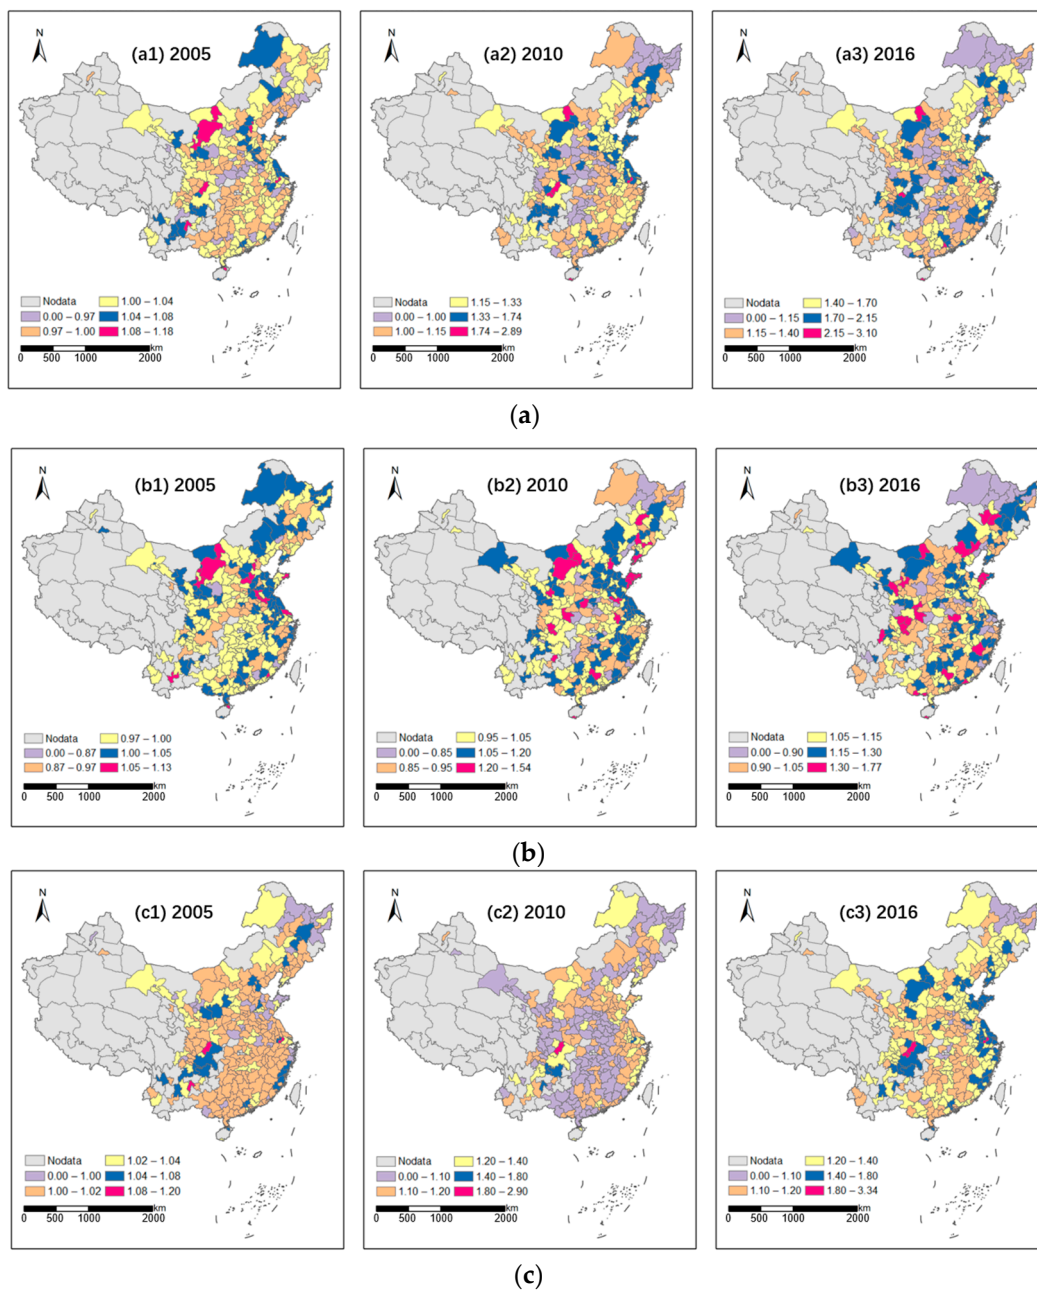 N
(a1) 2005
Nodata
1.00 – 1.04
0.00 – 0.97
1.04 – 1.08
0.97 – 1.00
1.08 – 1.18
0 500 1000 2000 km
N
(a2) 2010
Nodata
1.15 – 1.33
0.00 – 1.00
1.33 – 1.74
1.00 – 1.15
1.74 – 2.89
0 500 1000 2000 km
N
(a3) 2016
Nodata
1.40 – 1.70
0.00 – 1.15
1.70 – 2.15
1.15 – 1.40
2.15 – 3.10
0 500 1000 2000 km
(a)
N
(b1) 2005
Nodata
0.97 – 1.00
0.00 – 0.87
1.00 – 1.05
0.87 – 0.97
1.05 – 1.13
0 500 1000 2000 km
N
(b2) 2010
Nodata
0.95 – 1.05
0.00 – 0.85
1.05 – 1.20
0.85 – 0.95
1.20 – 1.54
0 500 1000 2000 km
N
(b3) 2016
Nodata
1.05 – 1.15
0.00 – 0.90
1.15 – 1.30
0.90 – 1.05
1.30 – 1.77
0 500 1000 2000 km
(b)
N
(c1) 2005
Nodata
1.02 – 1.04
0.00 – 1.00
1.04 – 1.08
1.00 – 1.02
1.08 – 1.20
0 500 1000 2000 km
N
(c2) 2010
Nodata
1.20 – 1.40
0.00 – 1.10
1.40 – 1.80
1.10 – 1.20
1.80 – 2.90
0 500 1000 2000 km
N
(c3) 2016
Nodata
1.20 – 1.40
0.00 – 1.10
1.40 – 1.80
1.10 – 1.20
1.80 – 3.34
0 500 1000 2000 km
(c)